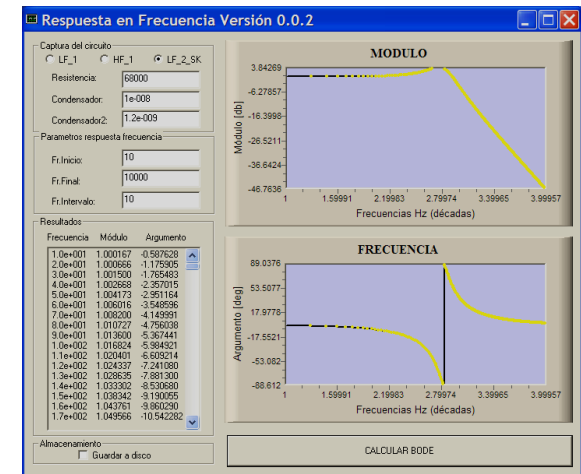 Respuesta en Frecuencia Versión 0.0.2
Captura del circuito
LF_1 HF_1 LF_2_SK
Resistencia: 68000
Condensador: 1e-008
Condensador2: 1.2e-009
Parametros respuesta frecuencia
Fr.Inicio: 10
Fr.Final: 10000
Fr.Intervalo: 10
Resultados
Frecuencia Módulo Argumento
1.0e+001 1.000167 -0.587628
2.0e+001 1.000666 -1.175905
3.0e+001 1.001500 -1.765483
4.0e+001 1.002668 -2.357015
5.0e+001 1.004173 -2.951164
6.0e+001 1.006016 -3.548596
7.0e+001 1.008200 -4.149991
8.0e+001 1.010727 -4.756038
9.0e+001 1.013600 -5.367441
1.0e+002 1.016824 -5.984921
1.1e+002 1.020401 -6.609214
1.2e+002 1.024337 -7.241080
1.3e+002 1.028635 -7.881300
1.4e+002 1.033302 -8.530680
1.5e+002 1.038342 -9.190055
1.6e+002 1.043761 -9.860290
1.7e+002 1.049566 -10.542282
Almacenamiento
Guardar a disco
MODULO
Módulo [db]
3.84269
-6.27857
-16.3998
-26.5211
-36.6424
-46.7636
1 1.59991 2.19983 2.79974 3.39965 3.99957
Frecuencias Hz (décadas)
FRECUENCIA
Argumento [deg]
89.0376
53.5077
17.9778
-17.5521
-53.082
-88.612
1 1.59991 2.19983 2.79974 3.39965 3.99957
Frecuencias Hz (décadas)
CALCULAR BODE